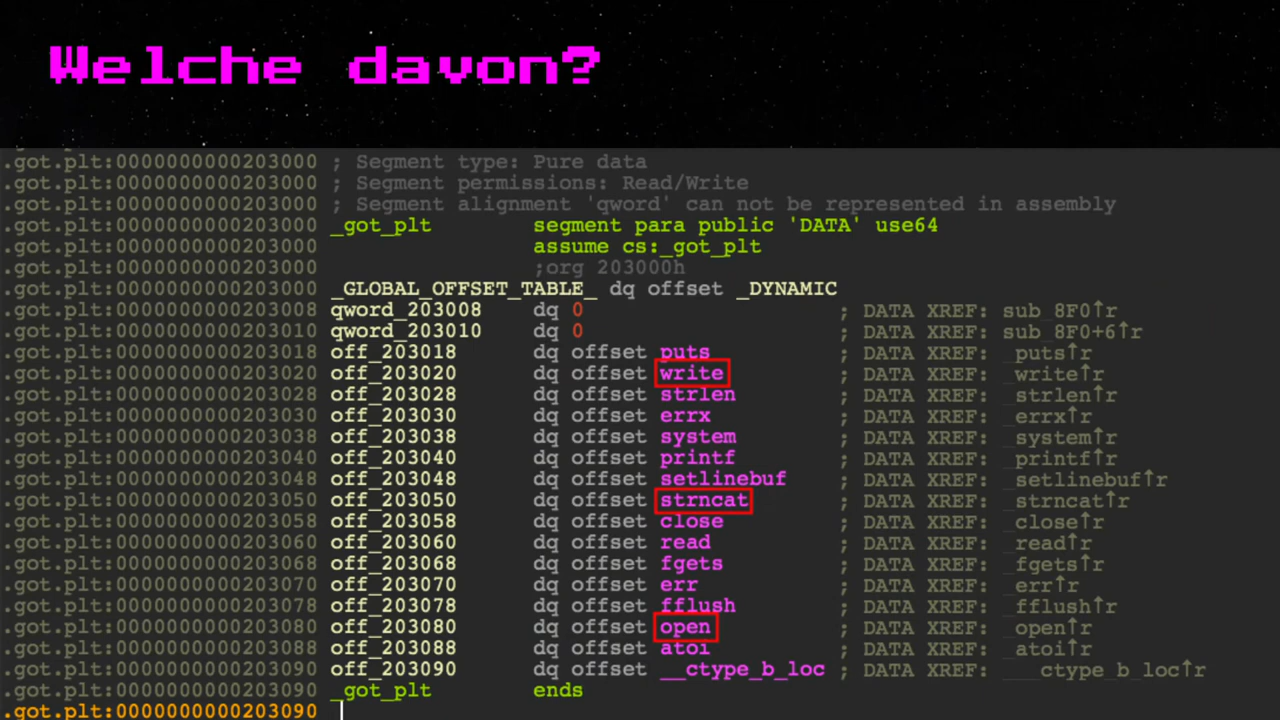 Welche davon?
.got.plt:0000000000203000 ; Segment type: Pure data
.got.plt:0000000000203000 ; Segment permissions: Read/Write
.got.plt:0000000000203000 ; Segment alignment 'qword' can not be represented in assembly
.got.plt:0000000000203000 _got_plt segment para public 'DATA' use64
.got.plt:0000000000203000 assume cs:_got_plt
.got.plt:0000000000203000 ;org 203000h
.got.plt:0000000000203000 _GLOBAL_OFFSET_TABLE_ dq offset _DYNAMIC
.got.plt:0000000000203008 qword_203008 dq 0 ; DATA XREF: sub_8F0↑r
.got.plt:0000000000203010 qword_203010 dq 0 ; DATA XREF: sub_8F0+6↑r
.got.plt:0000000000203018 off_203018 dq offset puts ; DATA XREF: _puts↑r
.got.plt:0000000000203020 off_203020 dq offset write ; DATA XREF: _write↑r
.got.plt:0000000000203028 off_203028 dq offset strlen ; DATA XREF: _strlen↑r
.got.plt:0000000000203030 off_203030 dq offset errx ; DATA XREF: _errx↑r
.got.plt:0000000000203038 off_203038 dq offset system ; DATA XREF: _system↑r
.got.plt:0000000000203040 off_203040 dq offset printf ; DATA XREF: _printf↑r
.got.plt:0000000000203048 off_203048 dq offset setlinebuf ; DATA XREF: _setlinebuf↑r
.got.plt:0000000000203050 off_203050 dq offset strncat ; DATA XREF: _strncat↑r
.got.plt:0000000000203058 off_203058 dq offset close ; DATA XREF: _close↑r
.got.plt:0000000000203060 off_203060 dq offset read ; DATA XREF: _read↑r
.got.plt:0000000000203068 off_203068 dq offset fgets ; DATA XREF: _fgets↑r
.got.plt:0000000000203070 off_203070 dq offset err ; DATA XREF: _err↑r
.got.plt:0000000000203078 off_203078 dq offset fflush ; DATA XREF: _fflush↑r
.got.plt:0000000000203080 off_203080 dq offset open ; DATA XREF: _open↑r
.got.plt:0000000000203088 off_203088 dq offset atoi ; DATA XREF: _atoi↑r
.got.plt:0000000000203090 off_203090 dq offset __ctype_b_loc ; DATA XREF: ___ctype_b_loc↑r
.got.plt:0000000000203090 _got_plt ends
.got.plt:0000000000203090